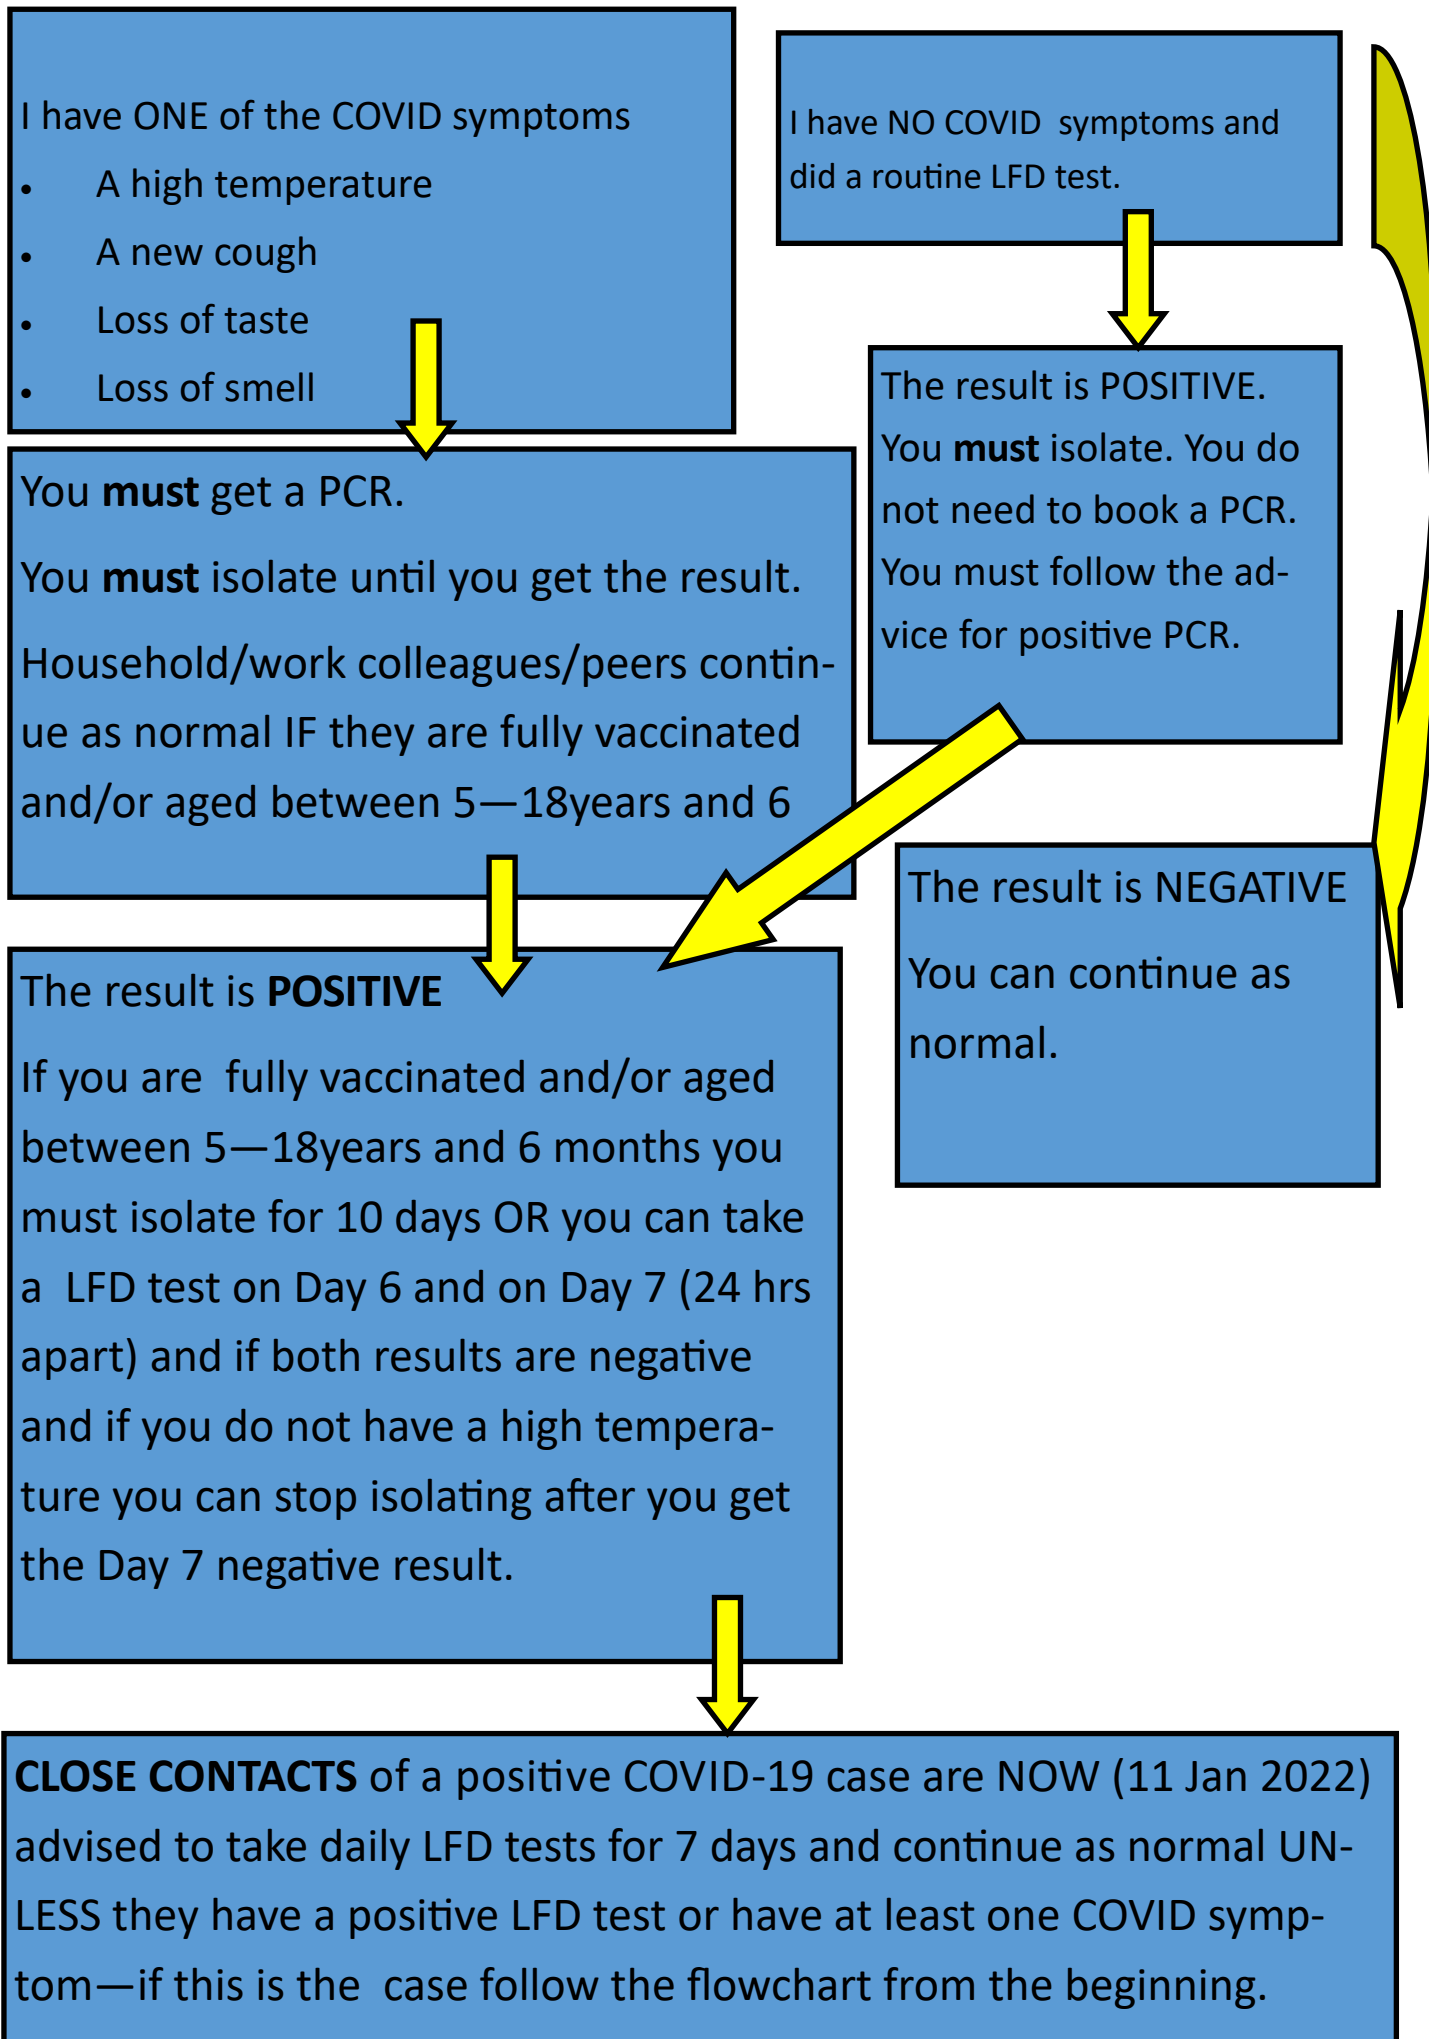 I have ONE of the COVID symptoms
• A high temperature
• A new cough
• Loss of taste
• Loss of smell
I have NO COVID symptoms and
did a routine LFD test.
You must get a PCR.
You must isolate until you get the result.
Household/work colleagues/peers contin-
ue as normal IF they are fully vaccinated
and/or aged between 5—18years and 6
The result is POSITIVE.
You must isolate. You do
not need to book a PCR.
You must follow the ad-
vice for positive PCR.
The result is NEGATIVE
You can continue as
normal.
The result is POSITIVE
If you are fully vaccinated and/or aged
between 5—18years and 6 months you
must isolate for 10 days OR you can take
a LFD test on Day 6 and on Day 7 (24 hrs
apart) and if both results are negative
and if you do not have a high tempera-
ture you can stop isolating after you get
the Day 7 negative result.
CLOSE CONTACTS of a positive COVID-19 case are NOW (11 Jan 2022)
advised to take daily LFD tests for 7 days and continue as normal UN-
LESS they have a positive LFD test or have at least one COVID symp-
tom—if this is the case follow the flowchart from the beginning.